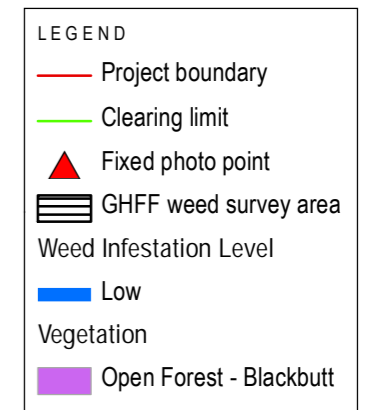 LEGEND
Project boundary
Clearing limit
Fixed photo point
GHFF weed survey area
Weed Infestation Level
Low
Vegetation
Open Forest - Blackbutt